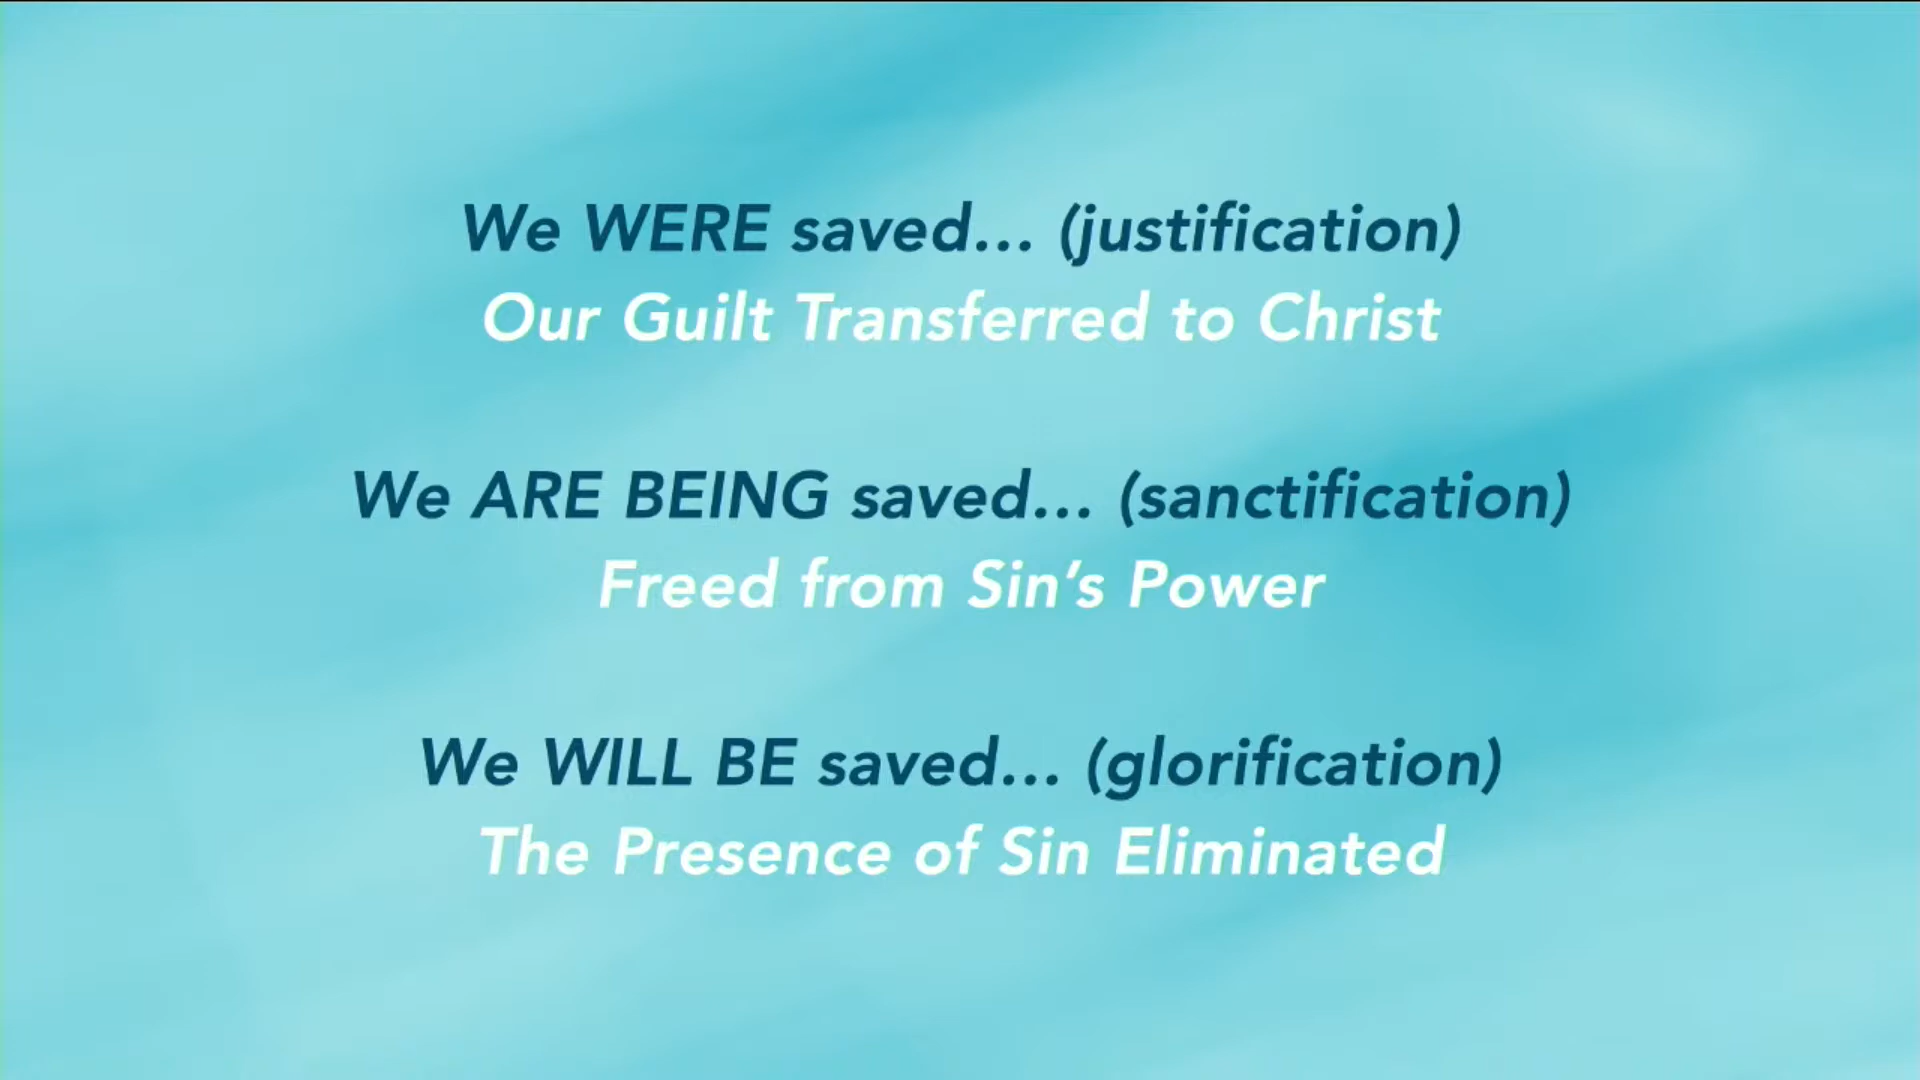 We WERE saved... (justification)
Our Guilt Transferred to Christ
We ARE BEING saved... (sanctification)
Freed from Sin’s Power
We WILL BE saved... (glorification)
The Presence of Sin Eliminated